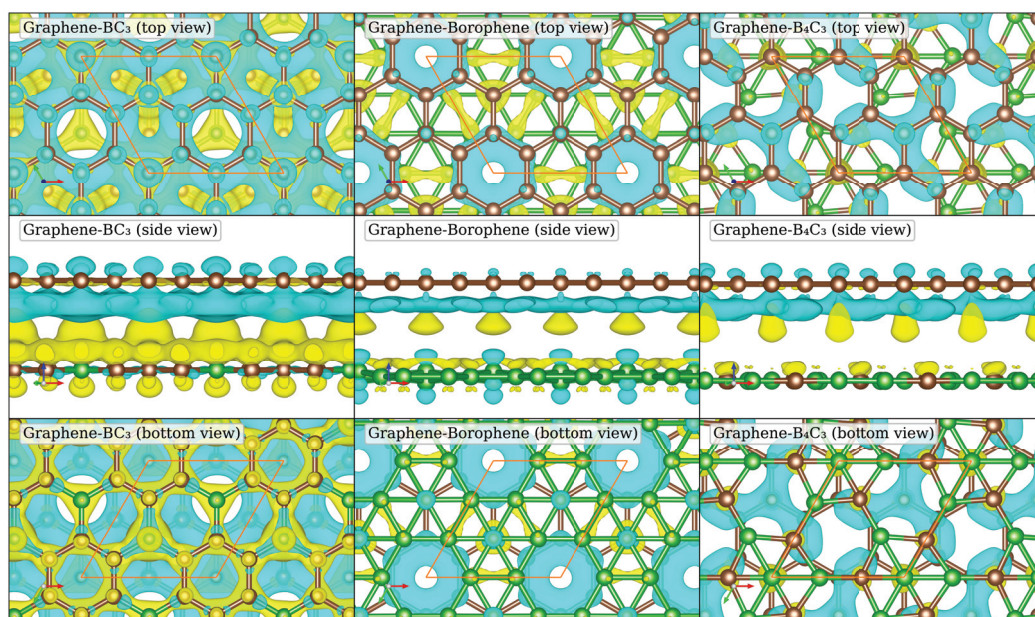 Graphene-BC₃ (top view)
Graphene-Borophene (top view)
Graphene-B₄C₃ (top view)
Graphene-BC₃ (side view)
Graphene-Borophene (side view)
Graphene-B₄C₃ (side view)
Graphene-BC₃ (bottom view)
Graphene-Borophene (bottom view)
Graphene-B₄C₃ (bottom view)